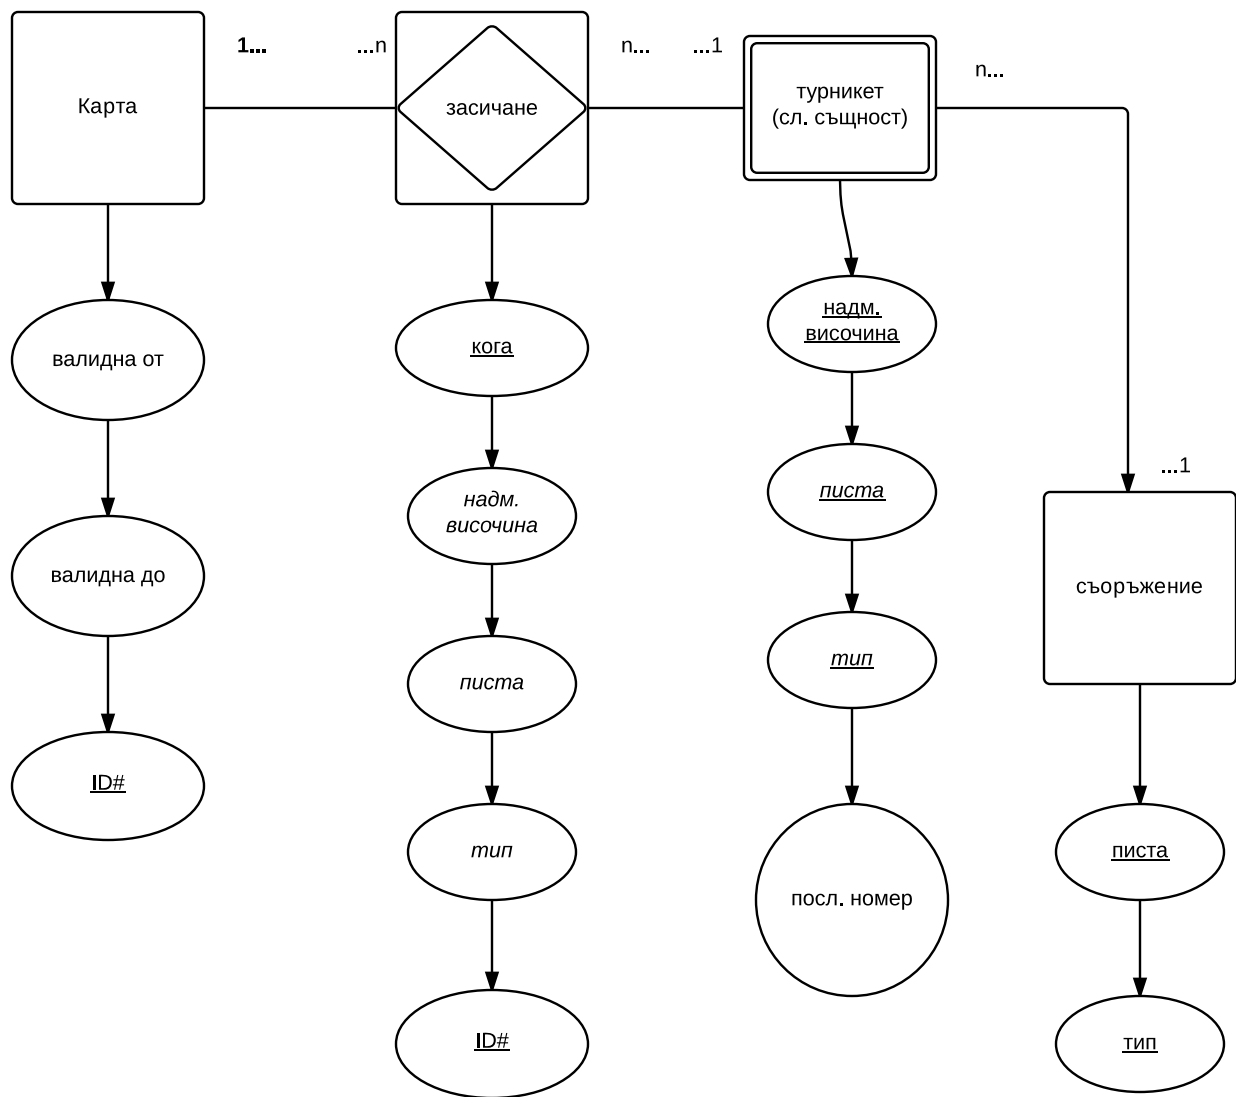 1...
...n
n...
...1
n...
Карта
засичане
турникет
(сл. същност)
валидна от
валидна до
ID#
кога
надм.
височина
писта
тип
ID#
надм.
височина
писта
тип
посл. номер
...1
съоръжение
писта
тип